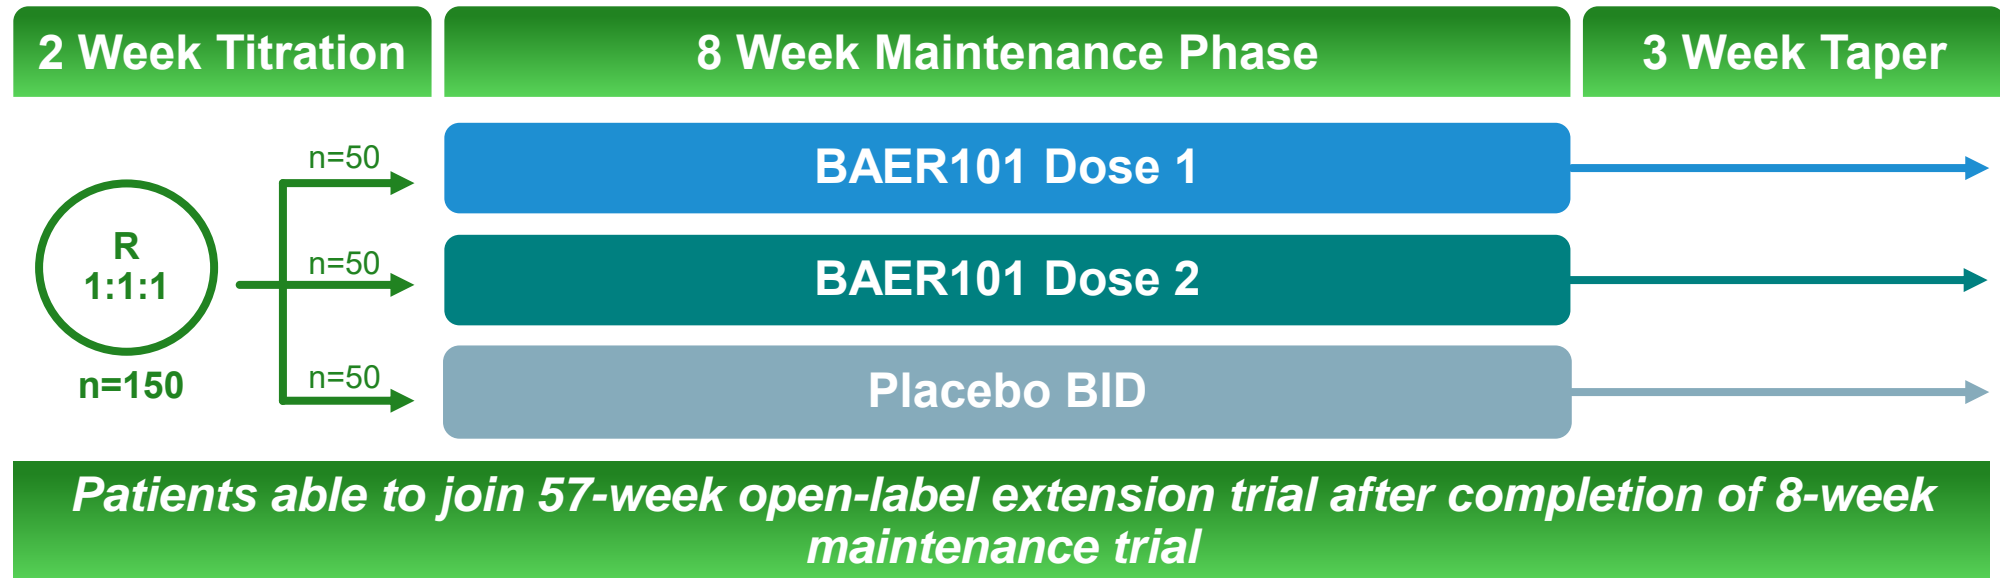 2 Week Titration
8 Week Maintenance Phase
3 Week Taper
R
1:1:1
n=150
n=50
n=50
n=50
BAER101 Dose 1
BAER101 Dose 2
Placebo BID
Patients able to join 57-week open-label extension trial after completion of 8-week
maintenance trial